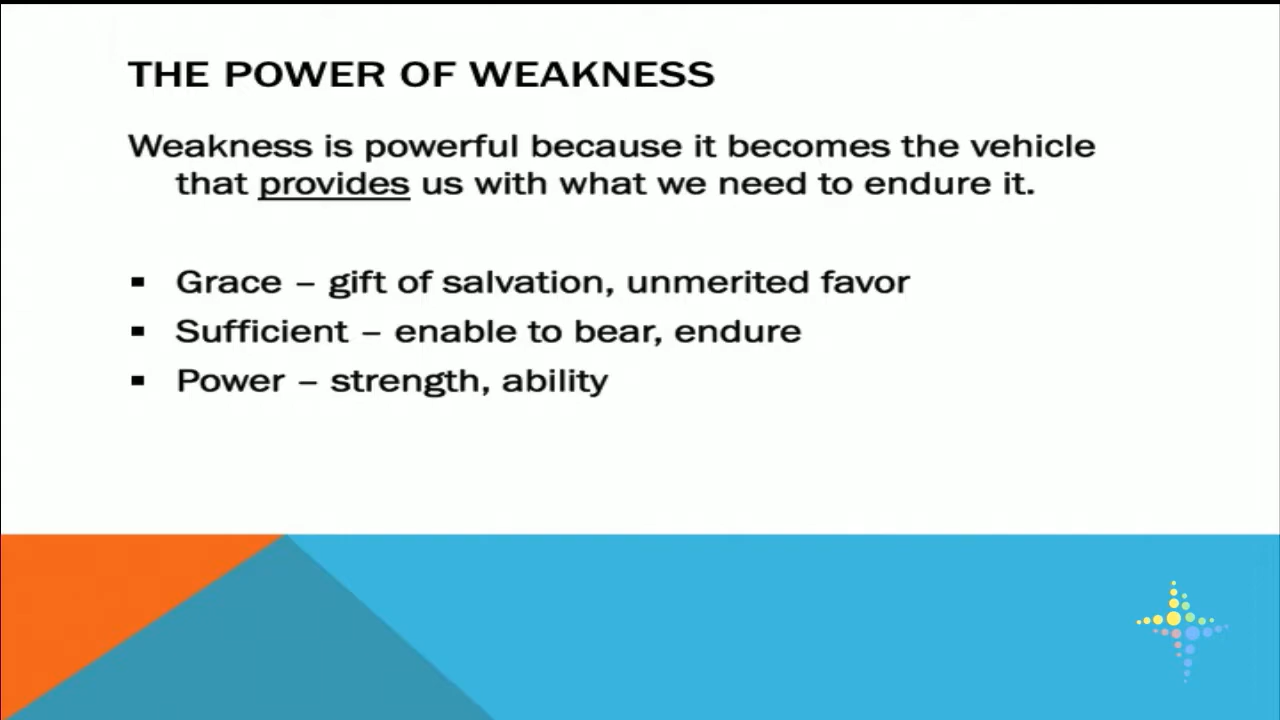 THE POWER OF WEAKNESS
Weakness is powerful because it becomes the vehicle
that provides us with what we need to endure it.
▪ Grace – gift of salvation, unmerited favor
▪ Sufficient – enable to bear, endure
▪ Power – strength, ability